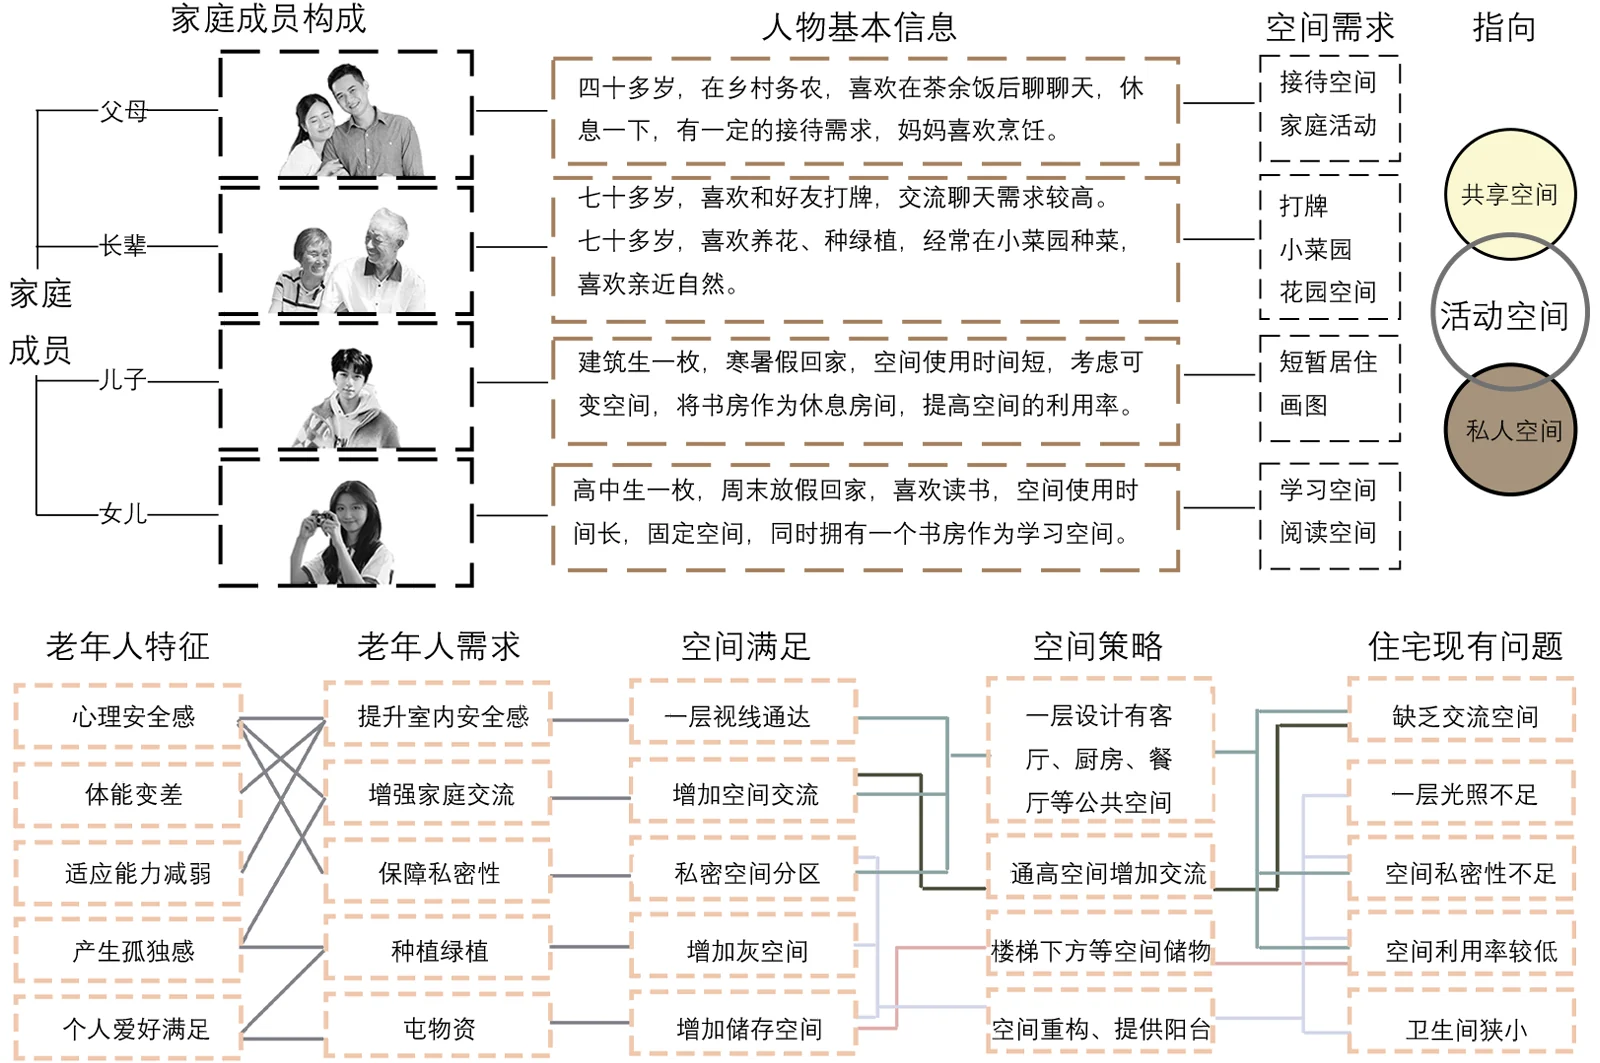 家庭成员构成
人物基本信息
空间需求
指向
家庭
成员
父母
四十多岁，在乡村务农，喜欢在茶余饭后聊聊天，休
息一下，有一定的接待需求，妈妈喜欢烹饪。
接待空间
家庭活动
长辈
七十多岁，喜欢和好友打牌，交流聊天需求较高。
七十多岁，喜欢养花、种绿植，经常在小菜园种菜，
喜欢亲近自然。
打牌
小菜园
花园空间
儿子
建筑生一枚，寒暑假回家，空间使用时间短，考虑可
变空间，将书房作为休息房间，提高空间的利用率。
短暂居住
画图
女儿
高中生一枚，周末放假回家，喜欢读书，空间使用时
间长，固定空间，同时拥有一个书房作为学习空间。
学习空间
阅读空间
共享空间
活动空间
私人空间
老年人特征
老年人需求
空间满足
空间策略
住宅现有问题
心理安全感
体能变差
适应能力减弱
产生孤独感
个人爱好满足
提升室内安全感
增强家庭交流
保障私密性
种植绿植
屯物资
一层视线通达
增加空间交流
私密空间分区
增加灰空间
增加储存空间
一层设计有客
厅、厨房、餐
厅等公共空间
通高空间增加交流
楼梯下方等空间储物
空间重构、提供阳台
缺乏交流空间
一层光照不足
空间私密性不足
空间利用率较低
卫生间狭小